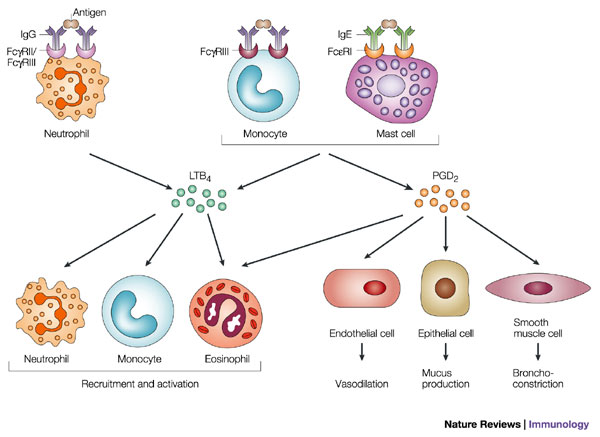 Antigen
IgG
FcγRII/
FcγRIII
Neutrophil
FcγRIII
Monocyte
IgE
FcεRI
Mast cell
LTB4
PGD2
Neutrophil
Monocyte
Eosinophil
Recruitment and activation
Endothelial cell
Epithelial cell
Smooth
muscle cell
Vasodilation
Mucus
production
Broncho-
constriction
Nature Reviews | Immunology